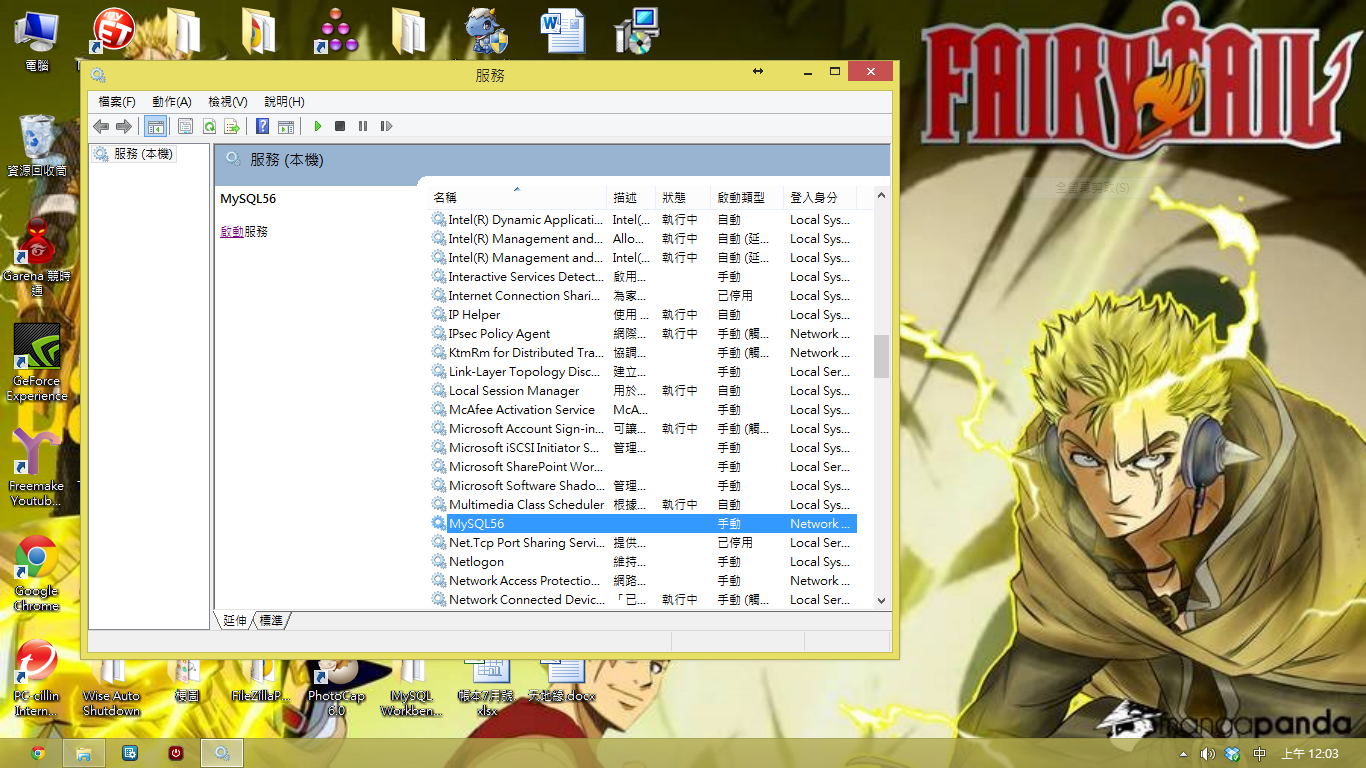 FAIRY TAIL
電腦
服務
檔案(F) 動作(A) 檢視(V) 說明(H)
服務 (本機)
服務 (本機)
MySQL56
啟動服務
名稱 描述 狀態 啟動類型 登入身分
Intel(R) Dynamic Applicati... Intel(... 執行中 自動 Local Sys...
Intel(R) Management and... Allo... 執行中 自動 (延... Local Sys...
Intel(R) Management and... Intel(... 執行中 自動 (延... Local Sys...
Interactive Services Detect... 啟用... 手動 Local Sys...
Internet Connection Shari... 為家... 已停用 Local Sys...
IP Helper 使用 ... 執行中 自動 Local Sys...
IPsec Policy Agent 網際... 執行中 手動 (觸... Network ...
KtmRm for Distributed Tra... 協調... 手動 (觸... Network ...
Link-Layer Topology Disc... 建立... 手動 Local Ser...
Local Session Manager 用於... 執行中 自動 Local Sys...
McAfee Activation Service McA... 手動 Local Sys...
Microsoft Account Sign-in... 可讓... 執行中 手動 (觸... Local Sys...
Microsoft iSCSI Initiator S... 管理... 手動 Local Sys...
Microsoft SharePoint Wor... 手動 Local Ser...
Microsoft Software Shado... 管理... 手動 Local Sys...
Multimedia Class Scheduler 根據... 執行中 自動 Local Sys...
MySQL56 手動 Network ...
Net.Tcp Port Sharing Servi... 提供... 已停用 Local Ser...
Netlogon 維持... 手動 Local Sys...
Network Access Protectio... 網路... 手動 Network ...
Network Connected Devic... 「已... 執行中 手動 (觸... Local Ser...
延伸 標準
資源回收筒
Garena 競時
通
GeForce
Experience
Freemake
Youtub...
Google
Chrome
PC-cillin
Intern...
Wise Auto
Shutdown
FileZillaP...
PhotoCap
6.0
MySQL
Workben...
xlsx
.docx
mangapanda
中 上午 12:03